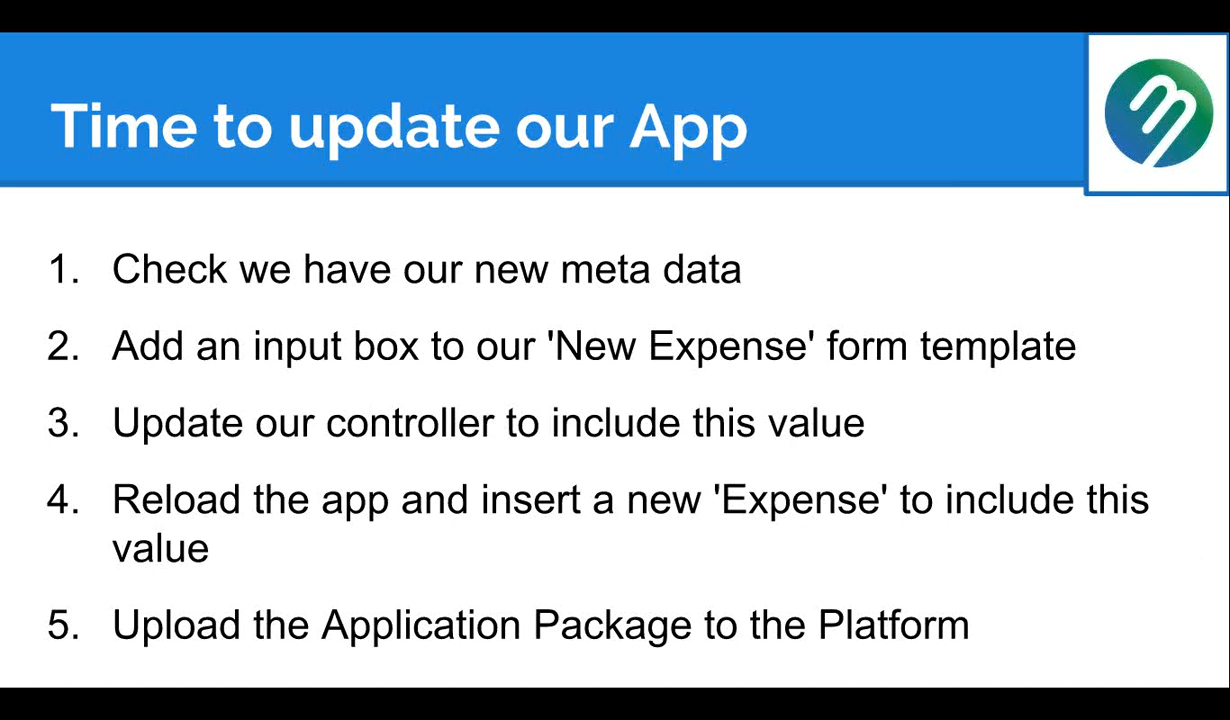 Time to update our App
1. Check we have our new meta data
2. Add an input box to our 'New Expense' form template
3. Update our controller to include this value
4. Reload the app and insert a new 'Expense' to include this
value
5. Upload the Application Package to the Platform